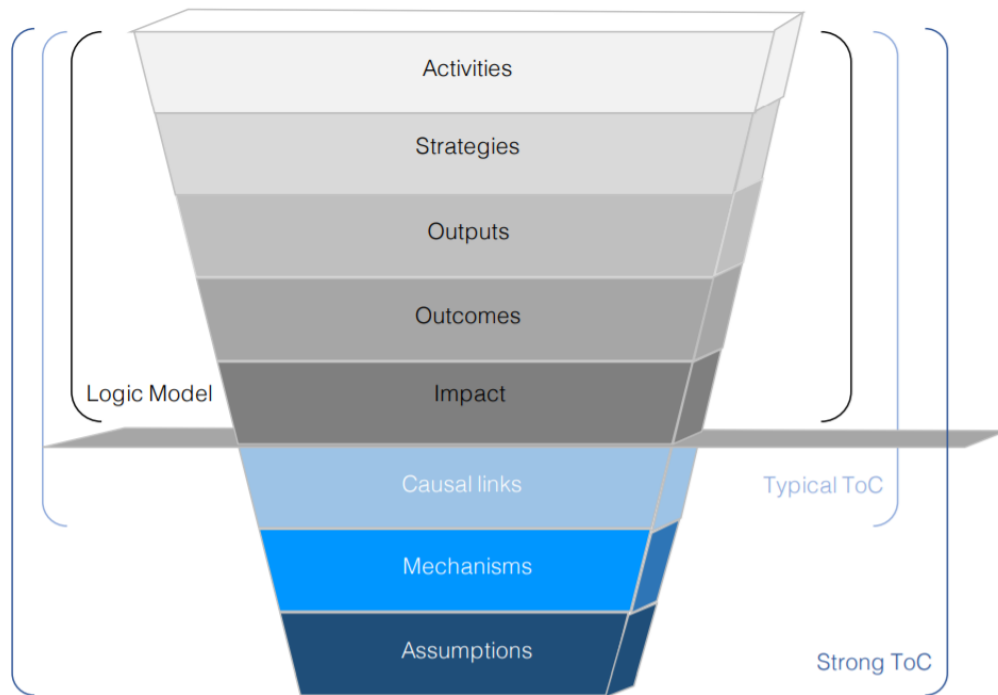 Activities
Strategies
Outputs
Outcomes
Logic Model
Impact
Causal links
Typical ToC
Mechanisms
Assumptions
Strong ToC